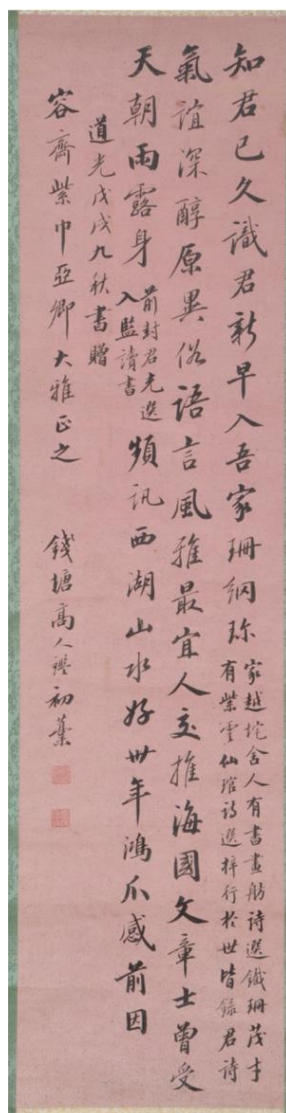 知君已久識君新早入吾家珊網珍家越垞舍人有書畫舫詩選鐵珊茂才
有紫雲仙琯詩選梓行於世皆錄君詩
氣誼深醇原異俗語言風雅最宜人交推海國文章士曾受
天朝雨露身前封君充選
入監讀書頻訊西湖山水好卅年鴻爪感前因
道光戊戌九秋書贈
容齋紫巾亞卿大雅正之
錢塘高人鑑初藁